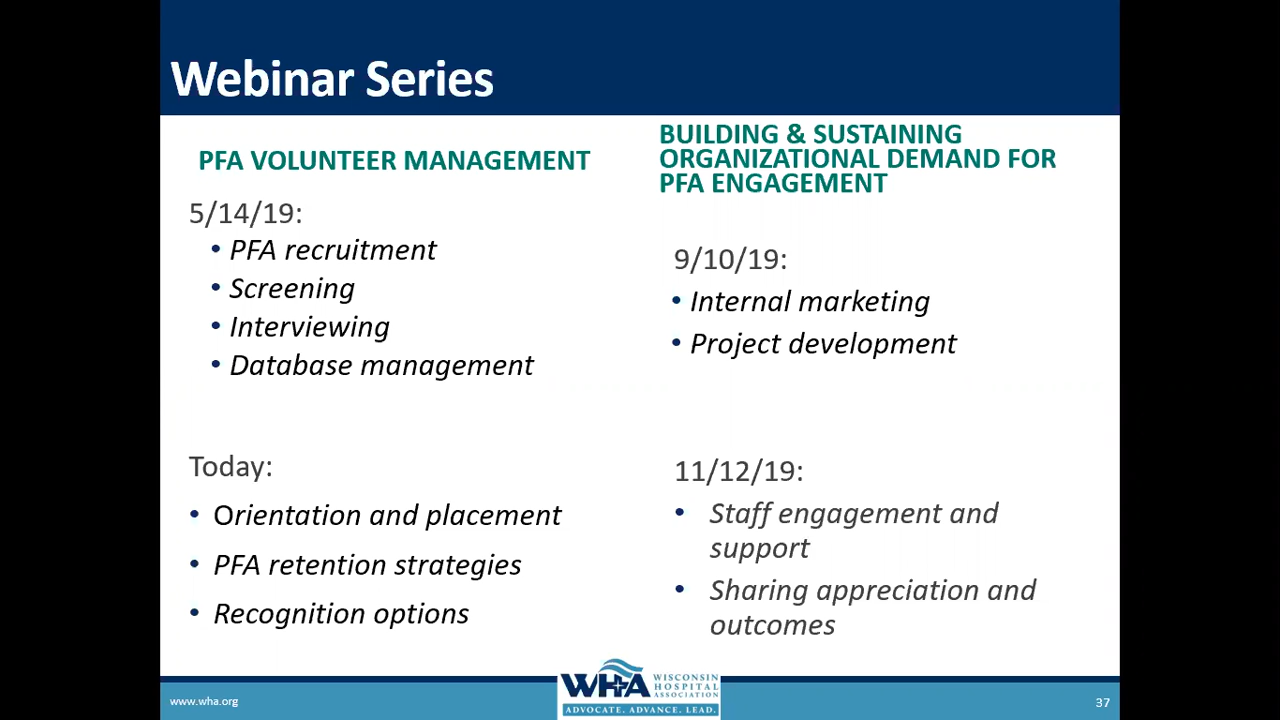 Webinar Series
PFA VOLUNTEER MANAGEMENT
5/14/19:
• PFA recruitment
• Screening
• Interviewing
• Database management
Today:
• Orientation and placement
• PFA retention strategies
• Recognition options
BUILDING & SUSTAINING
ORGANIZATIONAL DEMAND FOR
PFA ENGAGEMENT
9/10/19:
• Internal marketing
• Project development
11/12/19:
• Staff engagement and
support
• Sharing appreciation and
outcomes
www.wha.org
WHA
WISCONSIN
HOSPITAL
ASSOCIATION
ADVOCATE. ADVANCE. LEAD.
37